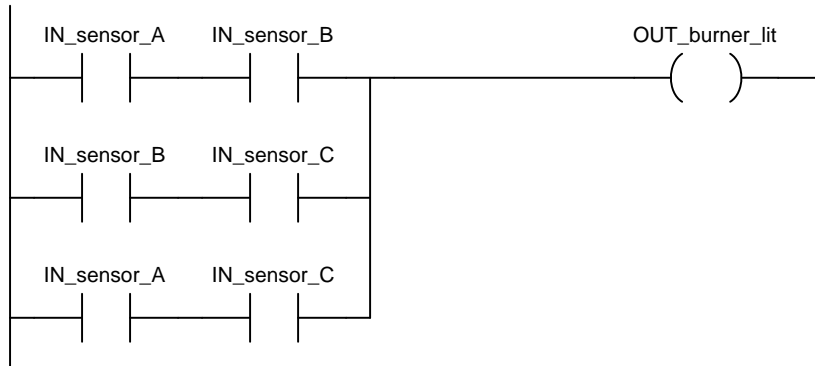 IN_sensor_A IN_sensor_B OUT_burner_lit
IN_sensor_B IN_sensor_C
IN_sensor_A IN_sensor_C